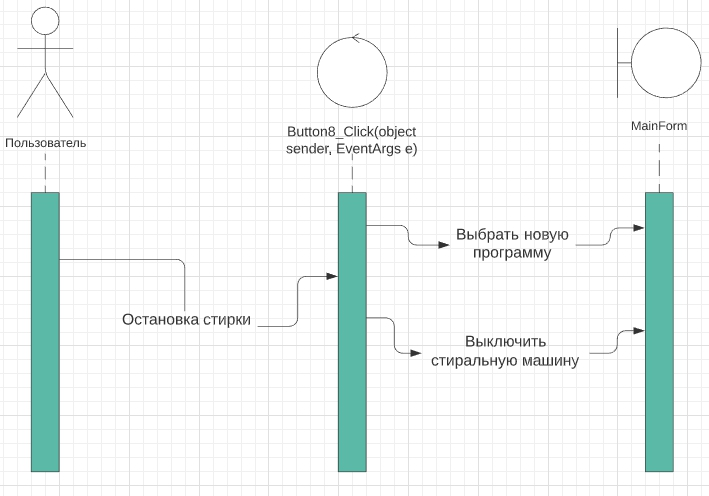 Пользователь
Button8_Click(object
sender, EventArgs e)
MainForm
Выбрать новую
программу
Остановка стирки
Выключить
стиральную машину